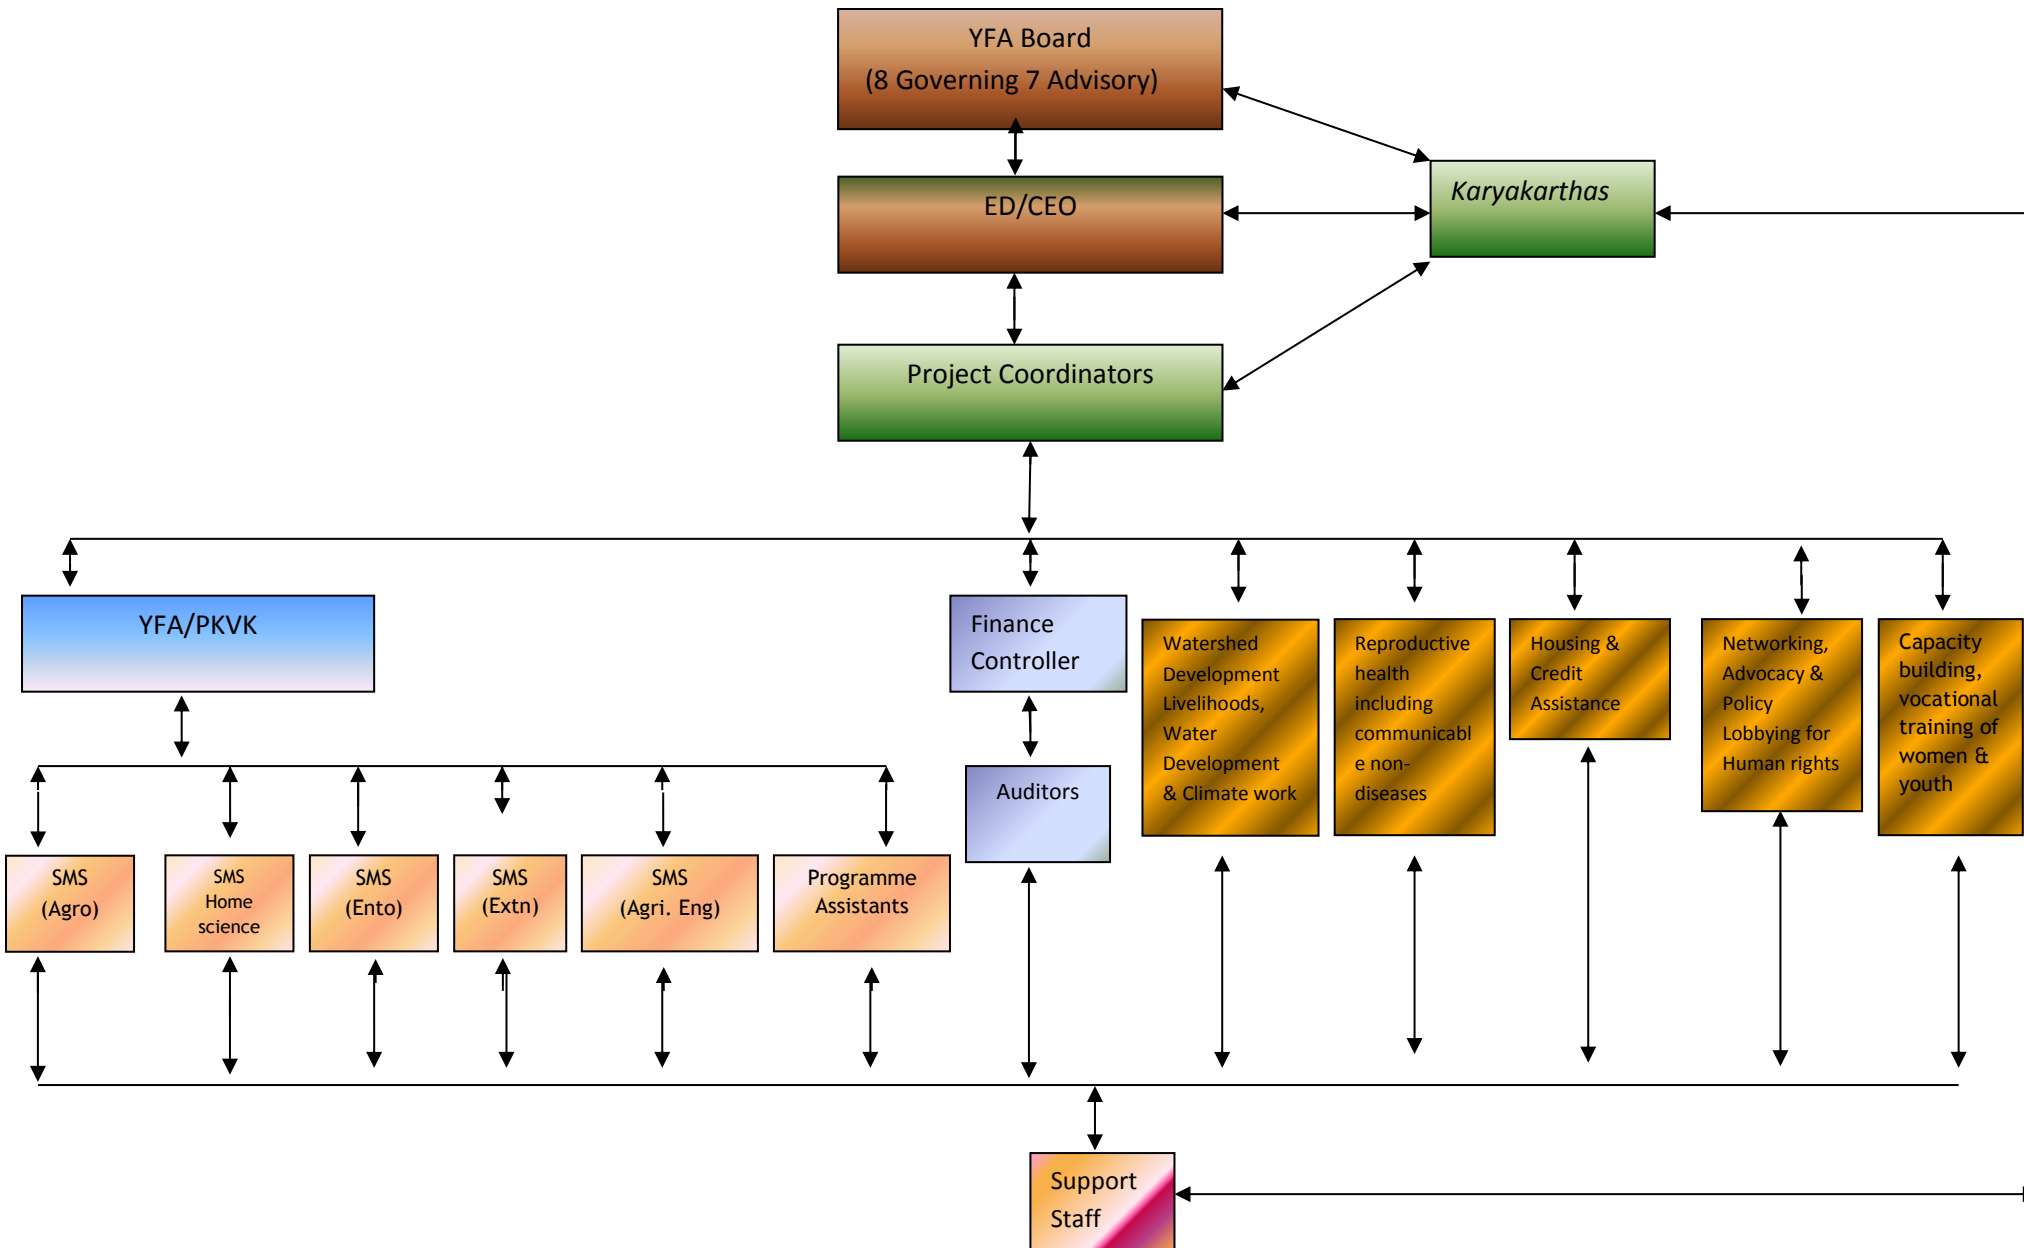 YFA Board
(8 Governing 7 Advisory)
ED/CEO
Karyakarthas
Project Coordinators
YFA/PKVK
Finance
Controller
Watershed
Development
Livelihoods,
Water
Development
& Climate work
Reproductive
health
including
communicabl
e non-
diseases
Housing &
Credit
Assistance
Networking,
Advocacy &
Policy
Lobbying for
Human rights
Capacity
building,
vocational
training of
women &
youth
Auditors
SMS
(Agro)
SMS
Home
science
SMS
(Ento)
SMS
(Extn)
SMS
(Agri. Eng)
Programme
Assistants
Support
Staff